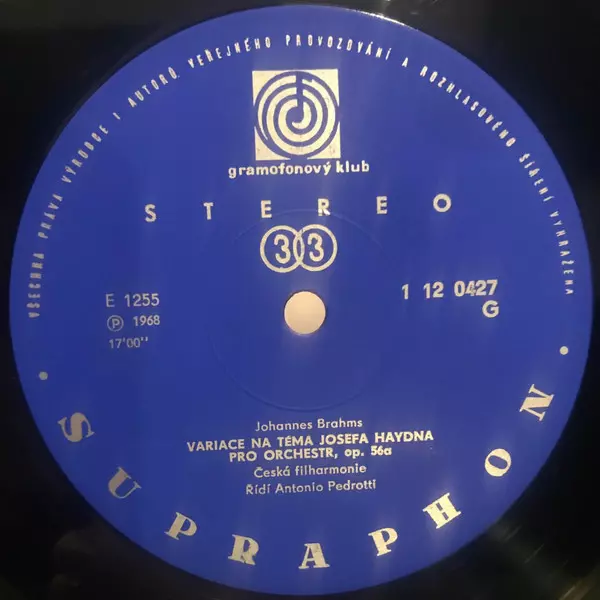 VŠECHNA PRÁVA VÝROBCE I AUTORŮ, VEŘEJNÉHO PROVOZOVÁNÍ A ROZHLASOVÉHO ŠÍŘENÍ VYHRAŽENA
gramofonový klub
STEREO
33
E 1255
℗ 1968
17'00''
1 12 0427
G
Johannes Brahms
VARIACE NA TÉMA JOSEFA HAYDNA
PRO ORCHESTR, op. 56a
Česká filharmonie
Řídí Antonio Pedrotti
• SUPRAPHON •